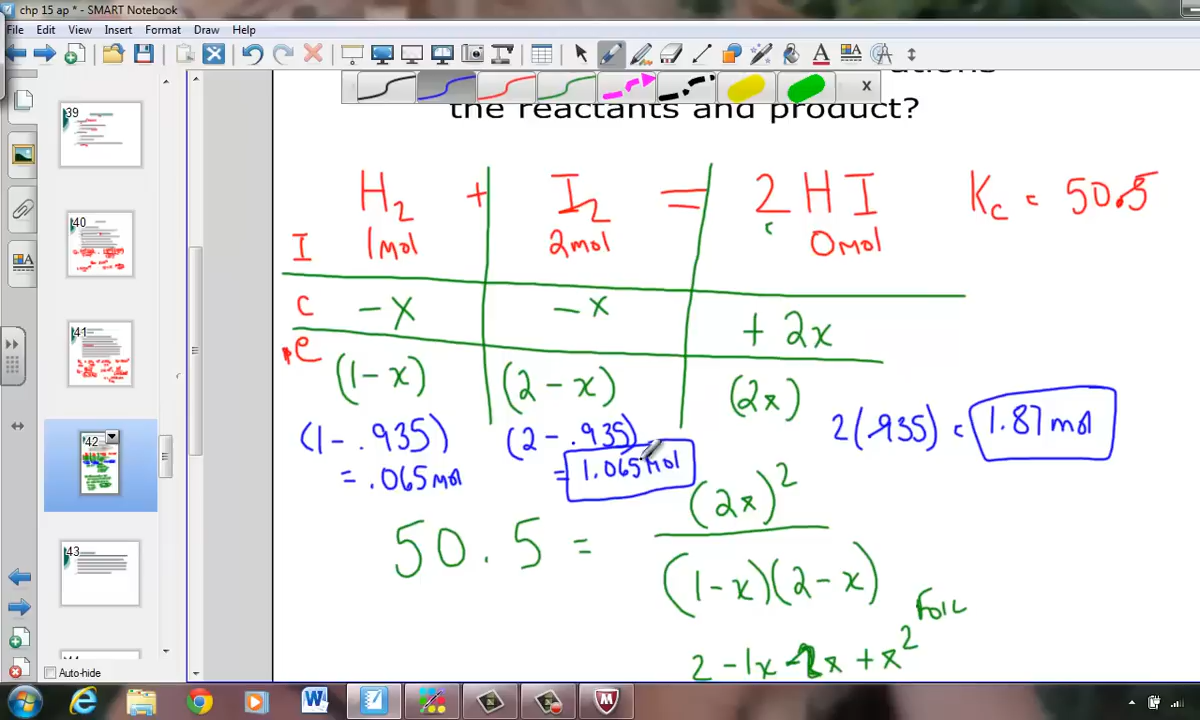 chp 15 ap * - SMART Notebook
File Edit View Insert Format Draw Help
x
the reactants and product?
H2 + I2 = 2HI Kc = 50.5
I 1mol 2mol 0mol
C -x -x + 2x
e (1-x) (2-x) (2x)
(1-.935) (2-.935) 2(.935) = 1.87mol
= .065mol = 1.065mol
50.5 = (2x)2
(1-x)(2-x)
Foil
2 -1x -2x + x2
39
40
41
42
43
Auto-hide